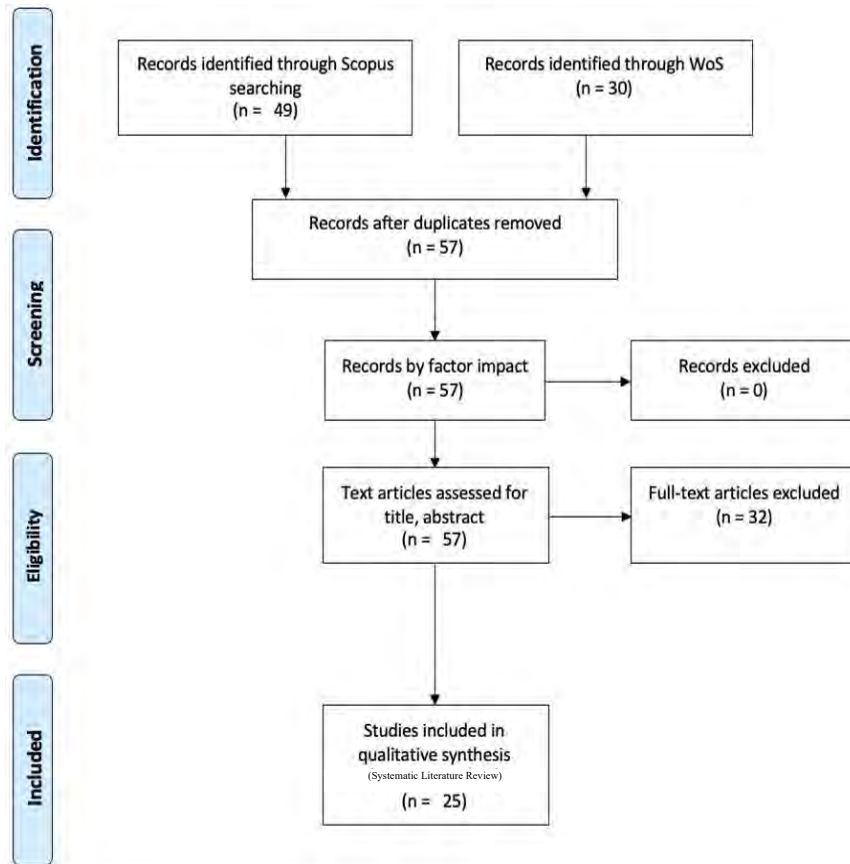 Identification
Records identified through Scopus
searching
(n = 49)
Records identified through WoS
(n = 30)
Screening
Records after duplicates removed
(n = 57)
Records by factor impact
(n = 57)
Records excluded
(n = 0)
Eligibility
Text articles assessed for
title, abstract
(n = 57)
Full-text articles excluded
(n = 32)
Included
Studies included in
qualitative synthesis
(Systematic Literature Review)
(n = 25)